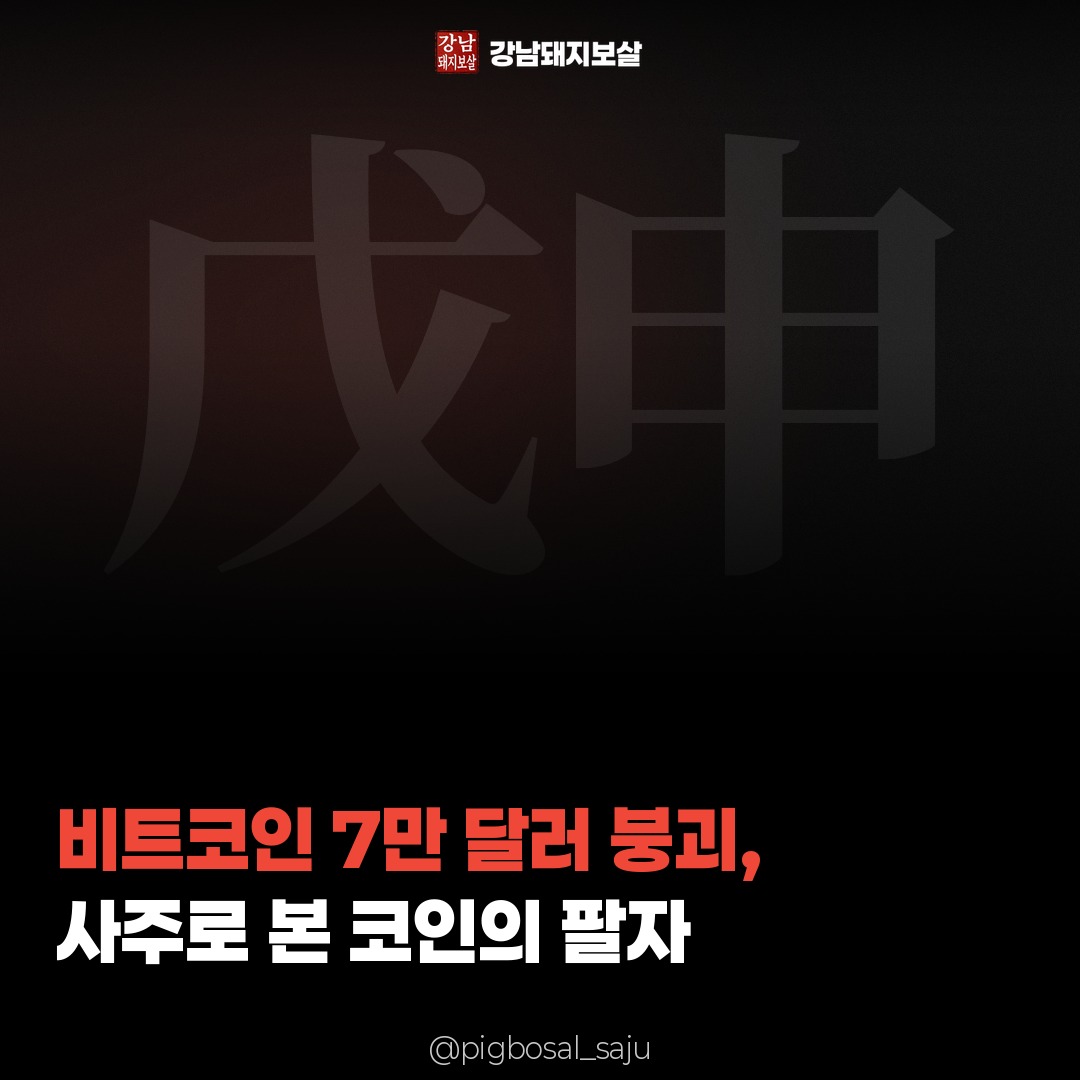 강남
돼지보살
강남돼지보살
戊申
비트코인 7만 달러 붕괴,
사주로 본 코인의 팔자
@pigbosal_saju